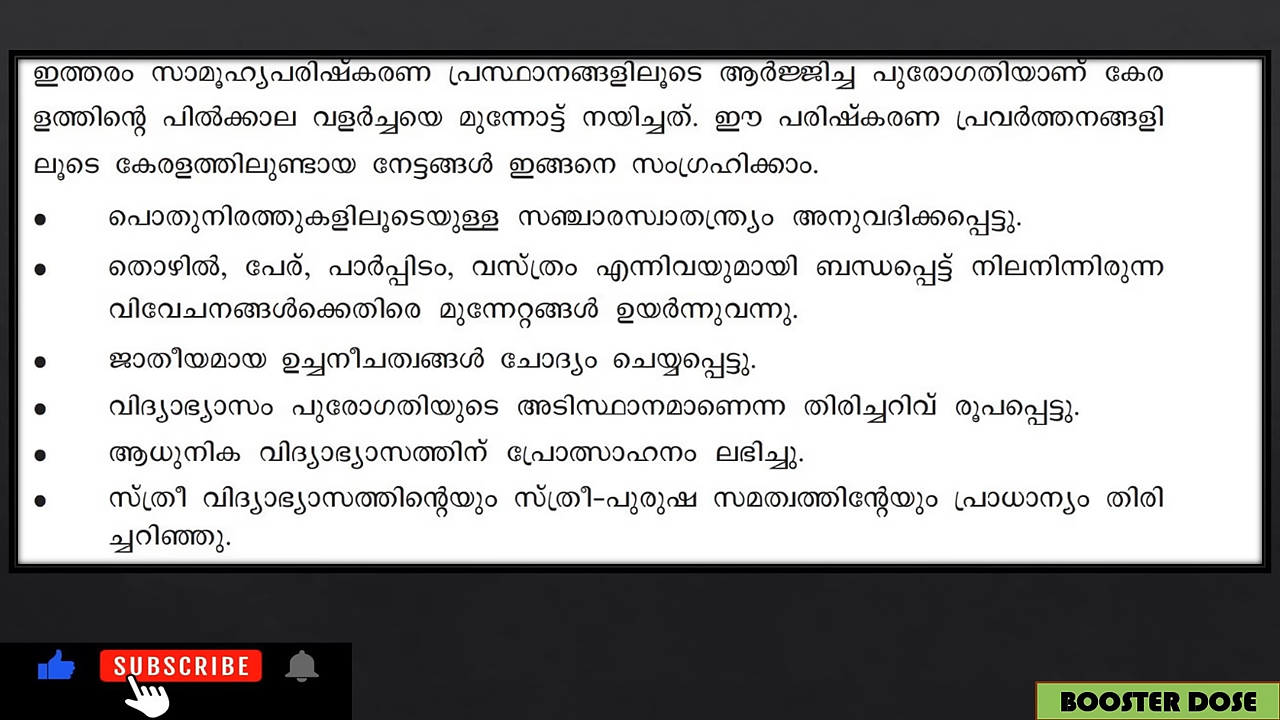 ഇത്തരം സാമൂഹ്യപരിഷ്കരണ പ്രസ്ഥാനങ്ങളിലൂടെ ആർജ്ജിച്ച പുരോഗതിയാണ് കേര
ളത്തിന്റെ പിൽക്കാല വളർച്ചയെ മുന്നോട്ട് നയിച്ചത്. ഈ പരിഷ്കരണ പ്രവർത്തനങ്ങളി
ലൂടെ കേരളത്തിലുണ്ടായ നേട്ടങ്ങൾ ഇങ്ങനെ സംഗ്രഹിക്കാം.
● പൊതുനിരത്തുകളിലൂടെയുള്ള സഞ്ചാരസ്വാതന്ത്ര്യം അനുവദിക്കപ്പെട്ടു.
● തൊഴിൽ, പേര്, പാർപ്പിടം, വസ്ത്രം എന്നിവയുമായി ബന്ധപ്പെട്ട് നിലനിന്നിരുന്ന
വിവേചനങ്ങൾക്കെതിരെ മുന്നേറ്റങ്ങൾ ഉയർന്നുവന്നു.
● ജാതീയമായ ഉച്ചനീചത്വങ്ങൾ ചോദ്യം ചെയ്യപ്പെട്ടു.
● വിദ്യാഭ്യാസം പുരോഗതിയുടെ അടിസ്ഥാനമാണെന്ന തിരിച്ചറിവ് രൂപപ്പെട്ടു.
● ആധുനിക വിദ്യാഭ്യാസത്തിന് പ്രോത്സാഹനം ലഭിച്ചു.
● സ്ത്രീ വിദ്യാഭ്യാസത്തിന്റെയും സ്ത്രീ-പുരുഷ സമത്വത്തിന്റേയും പ്രാധാന്യം തിരി
ച്ചറിഞ്ഞു.
SUBSCRIBE
BOOSTER DOSE